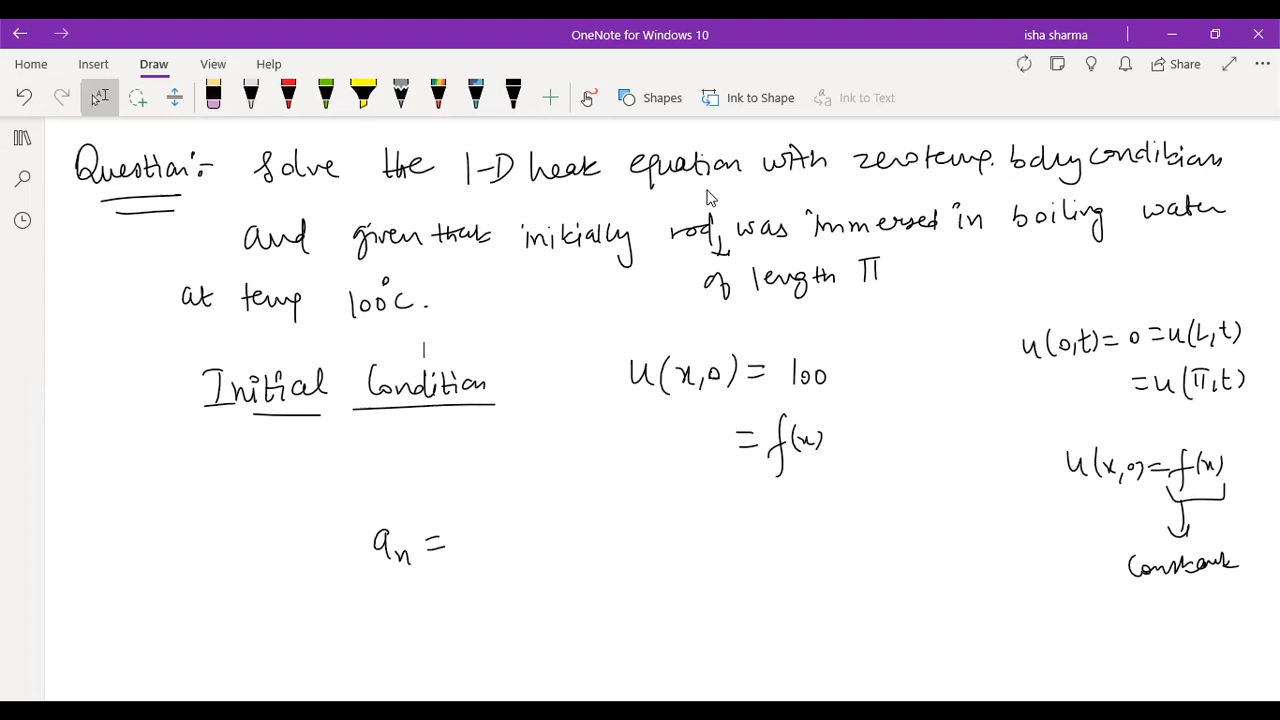 OneNote for Windows 10
isha sharma
Home Insert Draw View Help
Share
Shapes
Ink to Shape
Ink to Text
Question:- Solve the 1-D heat equation with zero temp. bdry conditions
and given that initially rod was immersed in boiling water
of length π
at temp 100°C.
Initial Condition
u(x,0) = 100
= f(x)
u(0,t) = 0 = u(L,t)
= u(π,t)
u(x,0) = f(x)
Constant
aₙ =